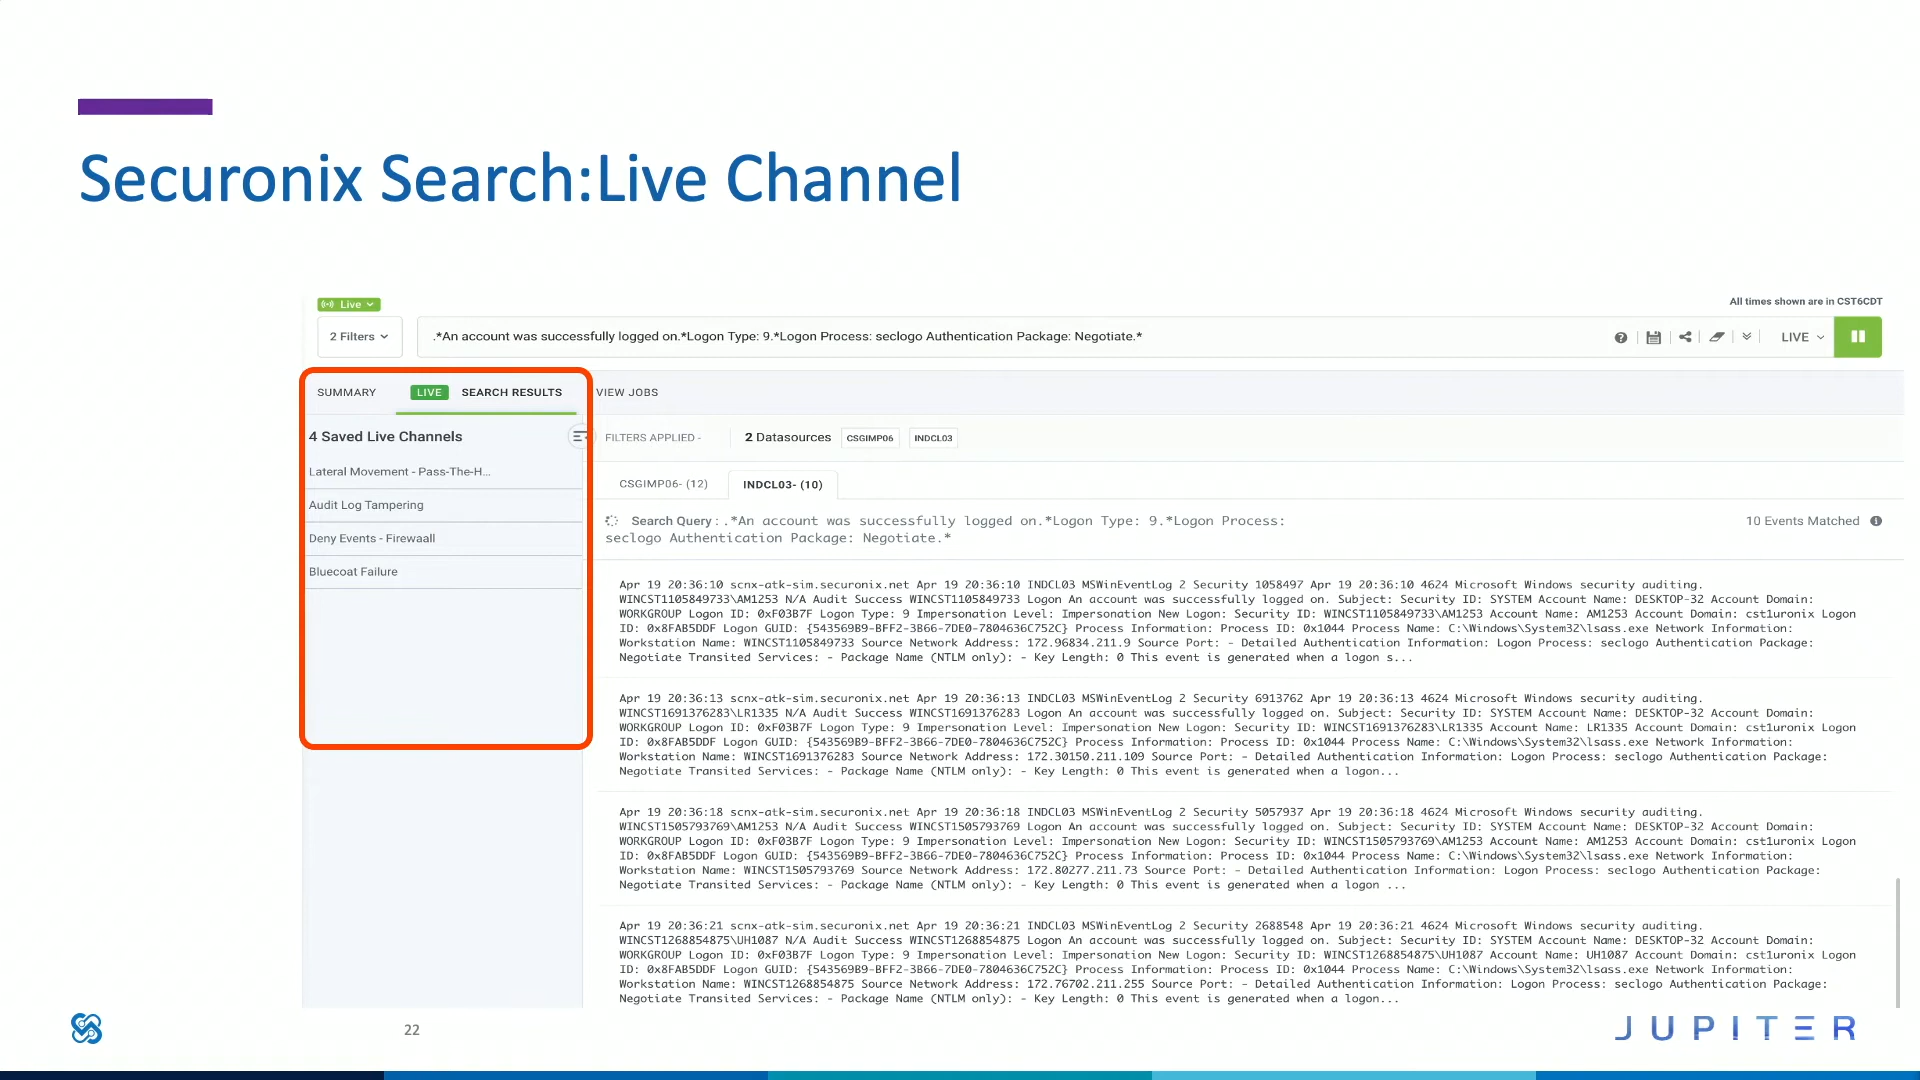 Securonix Search:Live Channel
Live
All times shown are in CST6CDT
2 Filters
.*An account was successfully logged on.*Logon Type: 9.*Logon Process: seclogo Authentication Package: Negotiate.*
LIVE
SUMMARY
LIVE SEARCH RESULTS
VIEW JOBS
4 Saved Live Channels
Lateral Movement - Pass-The-H...
Audit Log Tampering
Deny Events - Firewaall
Bluecoat Failure
FILTERS APPLIED -
2 Datasources CSGIMP06 INDCL03
CSGIMP06- (12) INDCL03- (10)
Search Query : .*An account was successfully logged on.*Logon Type: 9.*Logon Process:
seclogo Authentication Package: Negotiate.*
10 Events Matched
Apr 19 20:36:10 scnx-atk-sim.securonix.net Apr 19 20:36:10 INDCL03 MSWinEventLog 2 Security 1058497 Apr 19 20:36:10 4624 Microsoft Windows security auditing.
WINCST1105849733\AM1253 N/A Audit Success WINCST1105849733 Logon An account was successfully logged on. Subject: Security ID: SYSTEM Account Name: DESKTOP-32 Account Domain:
WORKGROUP Logon ID: 0xF03B7F Logon Type: 9 Impersonation Level: Impersonation New Logon: Security ID: WINCST1105849733\AM1253 Account Name: AM1253 Account Domain: cst1uronix Logon
ID: 0x8FAB5DDF Logon GUID: {543569B9-BFF2-3B66-7DE0-7804636C752C} Process Information: Process ID: 0x1044 Process Name: C:\Windows\System32\lsass.exe Network Information:
Workstation Name: WINCST1105849733 Source Network Address: 172.96834.211.9 Source Port: - Detailed Authentication Information: Logon Process: seclogo Authentication Package:
Negotiate Transited Services: - Package Name (NTLM only): - Key Length: 0 This event is generated when a logon s...
Apr 19 20:36:13 scnx-atk-sim.securonix.net Apr 19 20:36:13 INDCL03 MSWinEventLog 2 Security 6913762 Apr 19 20:36:13 4624 Microsoft Windows security auditing.
WINCST1691376283\LR1335 N/A Audit Success WINCST1691376283 Logon An account was successfully logged on. Subject: Security ID: SYSTEM Account Name: DESKTOP-32 Account Domain:
WORKGROUP Logon ID: 0xF03B7F Logon Type: 9 Impersonation Level: Impersonation New Logon: Security ID: WINCST1691376283\LR1335 Account Name: LR1335 Account Domain: cst1uronix Logon
ID: 0x8FAB5DDF Logon GUID: {543569B9-BFF2-3B66-7DE0-7804636C752C} Process Information: Process ID: 0x1044 Process Name: C:\Windows\System32\lsass.exe Network Information:
Workstation Name: WINCST1691376283 Source Network Address: 172.30150.211.109 Source Port: - Detailed Authentication Information: Logon Process: seclogo Authentication Package:
Negotiate Transited Services: - Package Name (NTLM only): - Key Length: 0 This event is generated when a logon...
Apr 19 20:36:18 scnx-atk-sim.securonix.net Apr 19 20:36:18 INDCL03 MSWinEventLog 2 Security 5057937 Apr 19 20:36:18 4624 Microsoft Windows security auditing.
WINCST1505793769\AM1253 N/A Audit Success WINCST1505793769 Logon An account was successfully logged on. Subject: Security ID: SYSTEM Account Name: DESKTOP-32 Account Domain:
WORKGROUP Logon ID: 0xF03B7F Logon Type: 9 Impersonation Level: Impersonation New Logon: Security ID: WINCST1505793769\AM1253 Account Name: AM1253 Account Domain: cst1uronix Logon
ID: 0x8FAB5DDF Logon GUID: {543569B9-BFF2-3B66-7DE0-7804636C752C} Process Information: Process ID: 0x1044 Process Name: C:\Windows\System32\lsass.exe Network Information:
Workstation Name: WINCST1505793769 Source Network Address: 172.80277.211.73 Source Port: - Detailed Authentication Information: Logon Process: seclogo Authentication Package:
Negotiate Transited Services: - Package Name (NTLM only): - Key Length: 0 This event is generated when a logon ...
Apr 19 20:36:21 scnx-atk-sim.securonix.net Apr 19 20:36:21 INDCL03 MSWinEventLog 2 Security 2688548 Apr 19 20:36:21 4624 Microsoft Windows security auditing.
WINCST1268854875\UH1087 N/A Audit Success WINCST1268854875 Logon An account was successfully logged on. Subject: Security ID: SYSTEM Account Name: DESKTOP-32 Account Domain:
WORKGROUP Logon ID: 0xF03B7F Logon Type: 9 Impersonation Level: Impersonation New Logon: Security ID: WINCST1268854875\UH1087 Account Name: UH1087 Account Domain: cst1uronix Logon
ID: 0x8FAB5DDF Logon GUID: {543569B9-BFF2-3B66-7DE0-7804636C752C} Process Information: Process ID: 0x1044 Process Name: C:\Windows\System32\lsass.exe Network Information:
Workstation Name: WINCST1268854875 Source Network Address: 172.76702.211.255 Source Port: - Detailed Authentication Information: Logon Process: seclogo Authentication Package:
Negotiate Transited Services: - Package Name (NTLM only): - Key Length: 0 This event is generated when a logon...
22
JUPITER